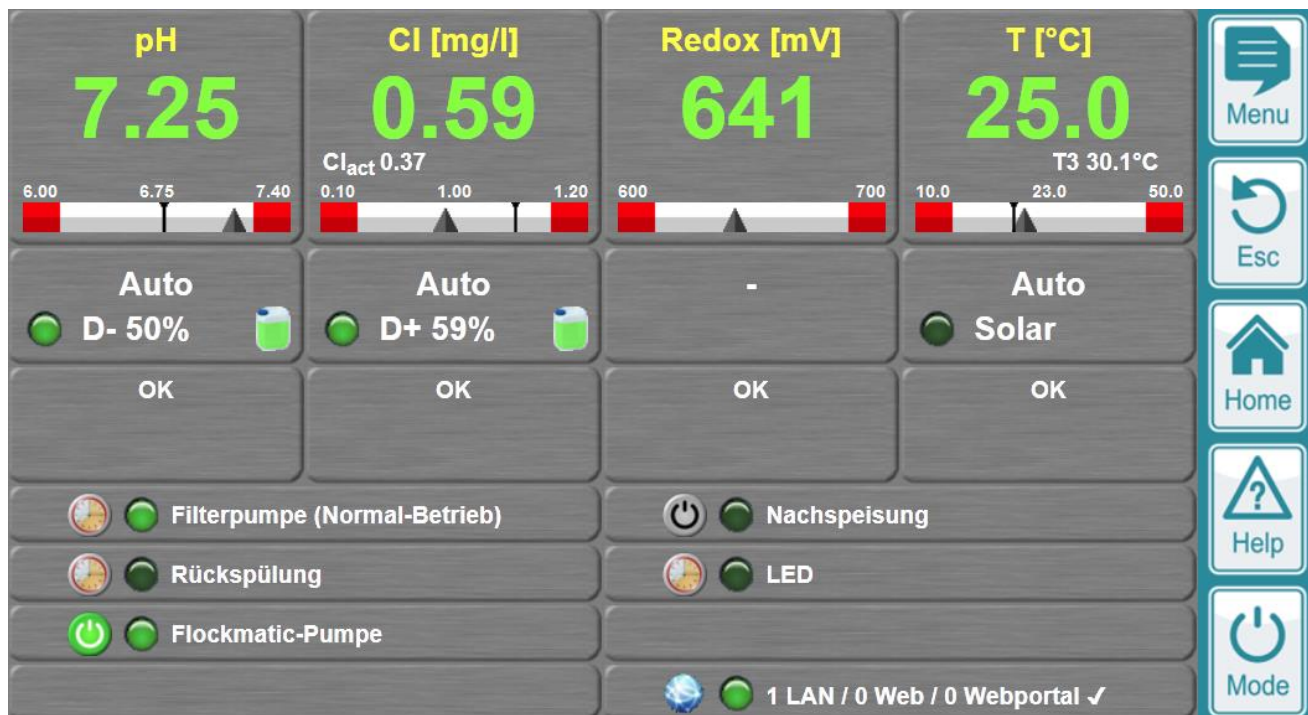 pH
7.25
6.00 6.75 7.40
Cl [mg/l]
0.59
Clact 0.37
0.10 1.00 1.20
Redox [mV]
641
600 700
T [°C]
25.0
T3 30.1°C
10.0 23.0 50.0
Auto
D- 50%
Auto
D+ 59%
-
Auto
Solar
OK
OK
OK
OK
Filterpumpe (Normal-Betrieb)
Nachspeisung
Rückspülung
LED
Flockmatic-Pumpe
1 LAN / 0 Web / 0 Webportal ✓
Menu
Esc
Home
?
Help
Mode